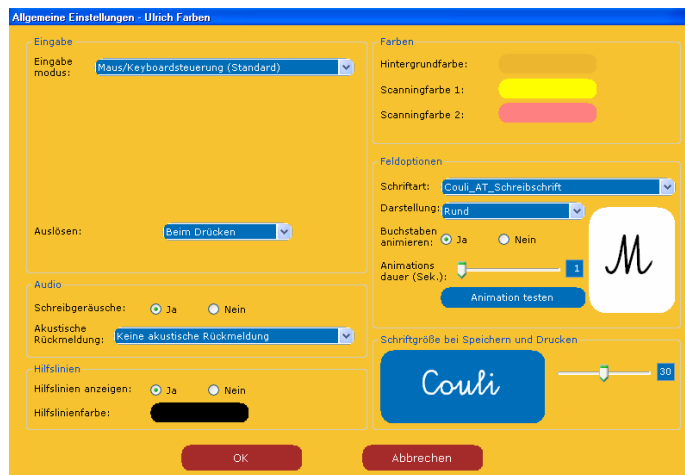 Allgemeine Einstellungen - Ulrich Farben
Eingabe
Eingabe
modus:
Maus/Keyboardsteuerung (Standard)
Auslösen:
Beim Drücken
Audio
Schreibgeräusche:
Ja
Nein
Akustische
Rückmeldung:
Keine akustische Rückmeldung
Hilfslinien
Hilfslinien anzeigen:
Ja
Nein
Hilfslinienfarbe:
Farben
Hintergrundfarbe:
Scanningfarbe 1:
Scanningfarbe 2:
Feldoptionen
Schriftart:
Couli_AT_Schreibschrift
Darstellung:
Rund
Buchstaben
animieren:
Ja
Nein
Animations
dauer (Sek.):
1
Animation testen
M
Schriftgröße bei Speichern und Drucken
Couli
30
OK
Abbrechen